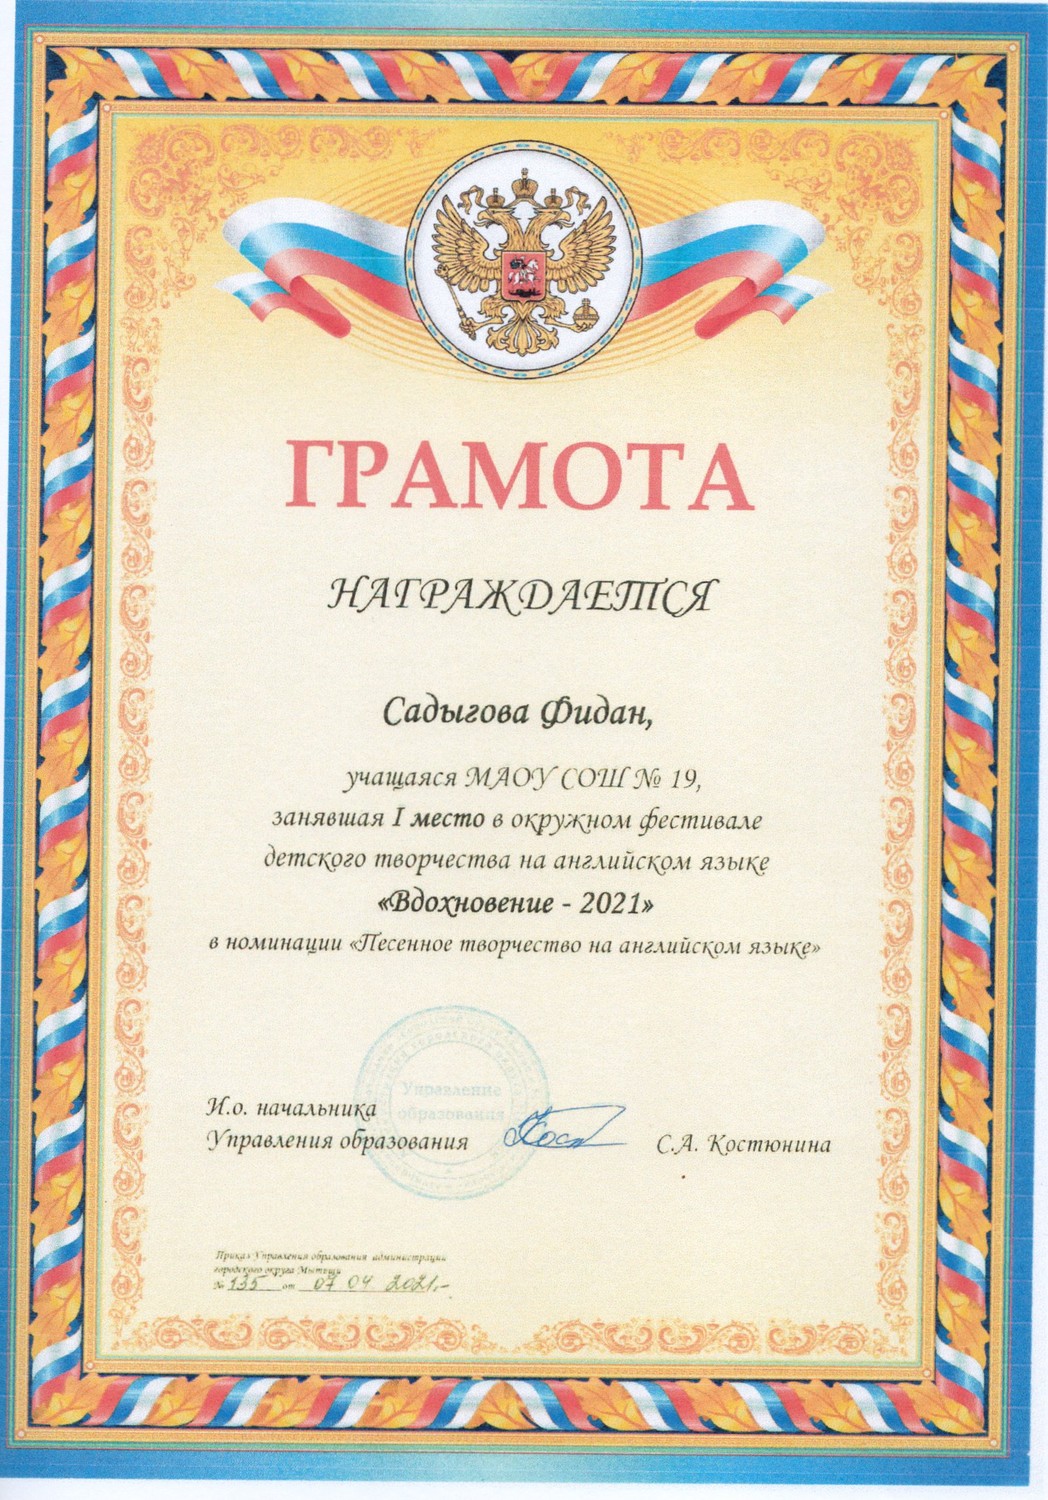 ГРАМОТА
НАГРАЖДАЕТСЯ
Садыгова Фидан,
учащаяся МАОУ СОШ № 19,
занявшая I место в окружном фестивале
детского творчества на английском языке
«Вдохновение - 2021»
в номинации «Песенное творчество на английском языке»
Управление
образования
И.о. начальника
Управления образования
С.А. Костюнина
Приказ Управления образования администрации
городского округа Мытищи
№ 135 от 07 04 2021.-